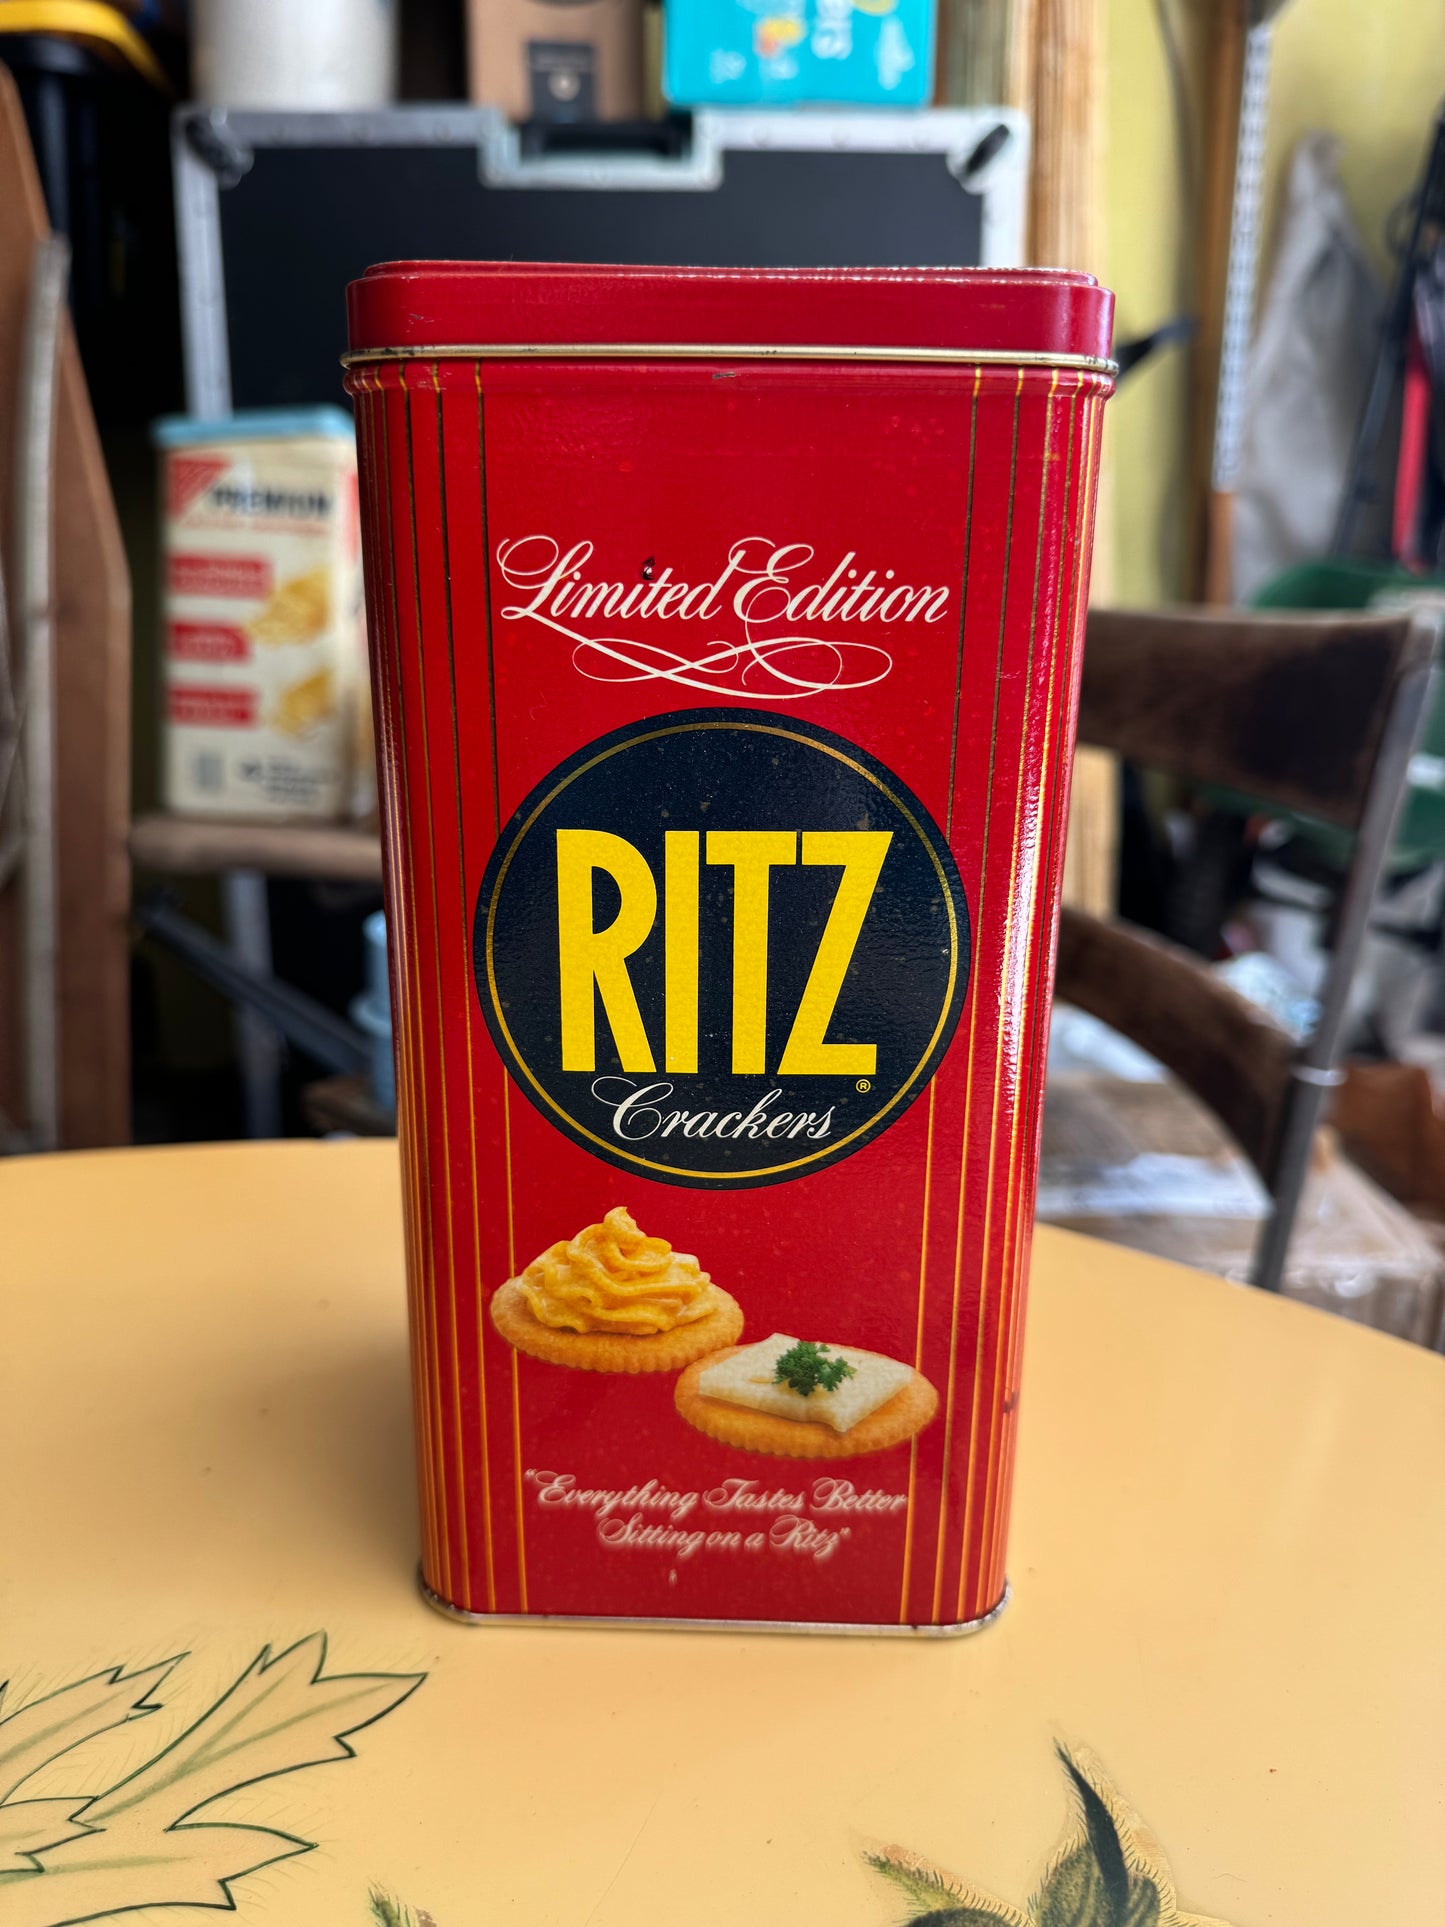 PREMIUM
Limited Edition
RITZ
®
Crackers
"Everything Tastes Better
Sitting on a Ritz"